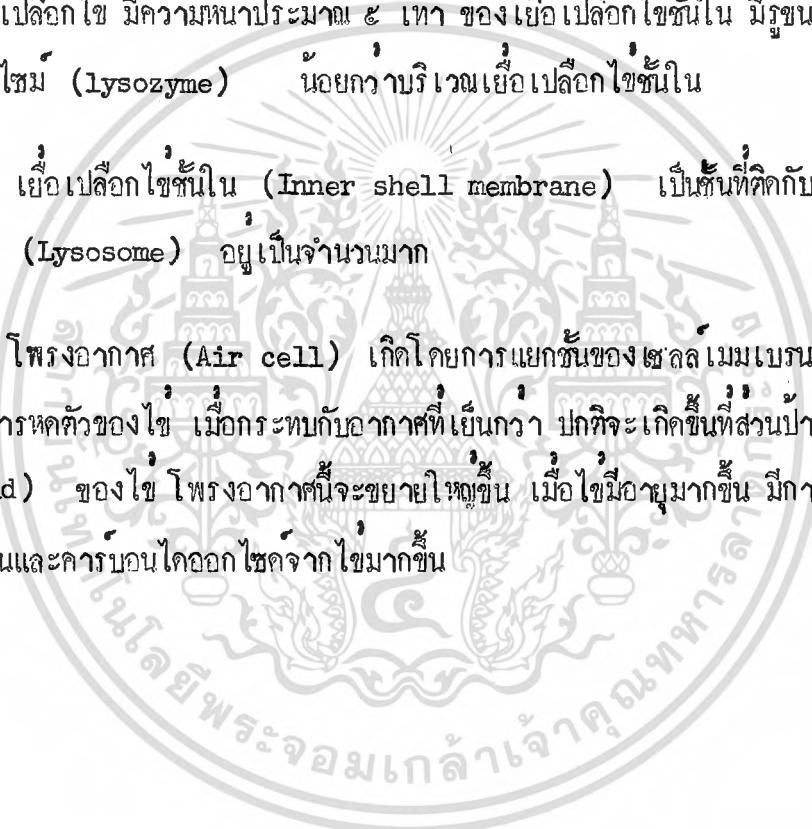 เปลือกไข่ มีความหนาประมาณ ๕ เท่า ของเยื่อเปลือกไข่ชั้นใน มีรูขน
ไซม์ (lysozyme) น้อยกว่าบริเวณเยื่อเปลือกไข่ชั้นใน
เยื่อเปลือกไข่ชั้นใน (Inner shell membrane) เป็นชั้นที่ติดกับ
(Lysosome) อยู่เป็นจำนวนมาก
โพรงอากาศ (Air cell) เกิดโดยการแยกชั้นของเซลล์เมมเบรน
ารหดตัวของไข่ เมื่อกระทบกับอากาศที่เย็นกว่า ปกติจะเกิดขึ้นที่ส่วนป้า
d) ของไข่ โพรงอากาศนี้จะขยายใหญ่ขึ้น เมื่อไข่มีอายุมากขึ้น มีกา
นและคาร์บอนไดออกไซด์จากไข่มากขึ้น